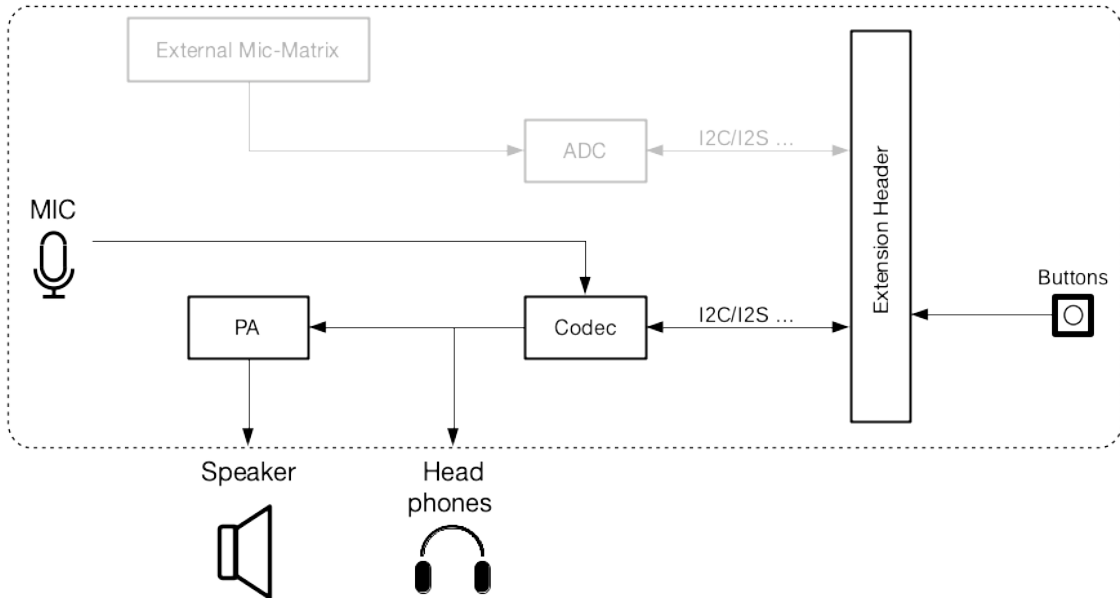 External Mic-Matrix
ADC
I2C/I2S ...
Extension Header
MIC
Buttons
PA
Codec
I2C/I2S ...
Speaker
Head
phones